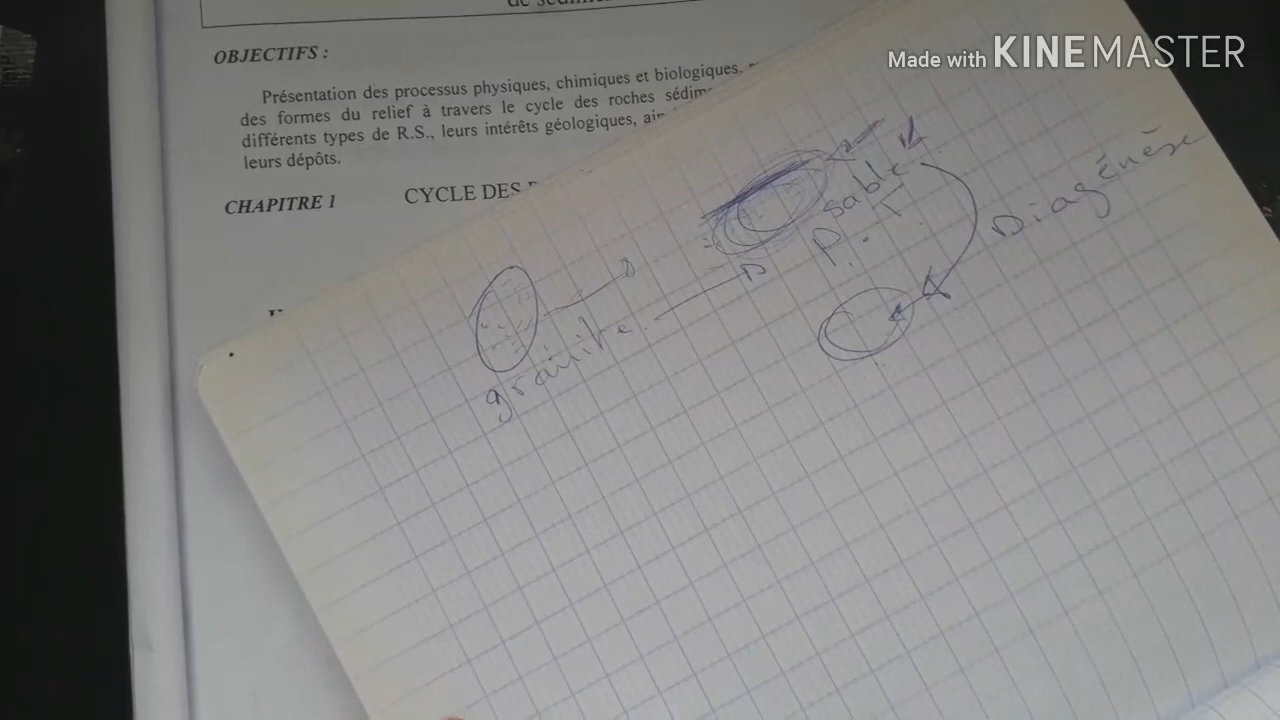 Made with KINEMASTER
OBJECTIFS :
Présentation des processus physiques, chimiques et biologiques,
des formes du relief à travers le cycle des roches
différents types de R.S., leurs intérêts géologiques,
leurs dépôts.
CHAPITRE 1 CYCLE DES
sable
P. T
Diagénèse
granite